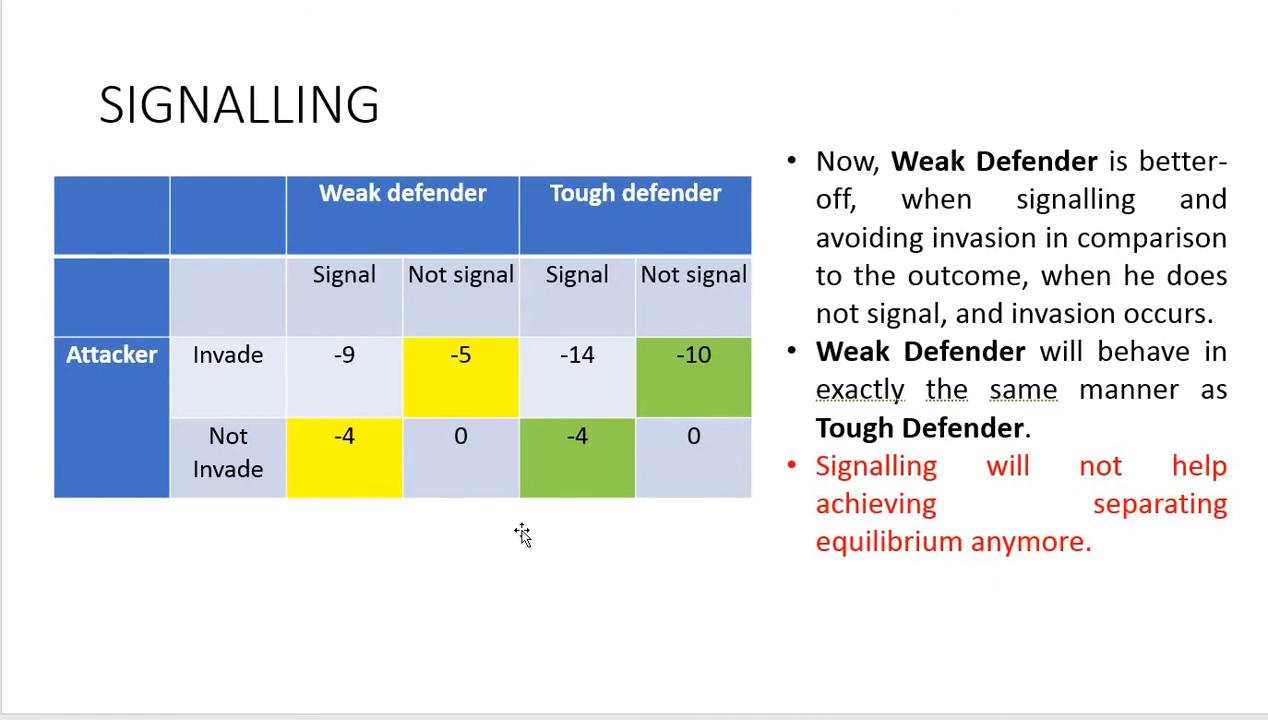 SIGNALLING
Weak defender Tough defender
Signal Not signal Signal Not signal
Attacker Invade -9 -5 -14 -10
Not
Invade -4 0 -4 0
• Now, Weak Defender is better-
off, when signalling and
avoiding invasion in comparison
to the outcome, when he does
not signal, and invasion occurs.
• Weak Defender will behave in
exactly the same manner as
Tough Defender.
• Signalling will not help
achieving separating
equilibrium anymore.